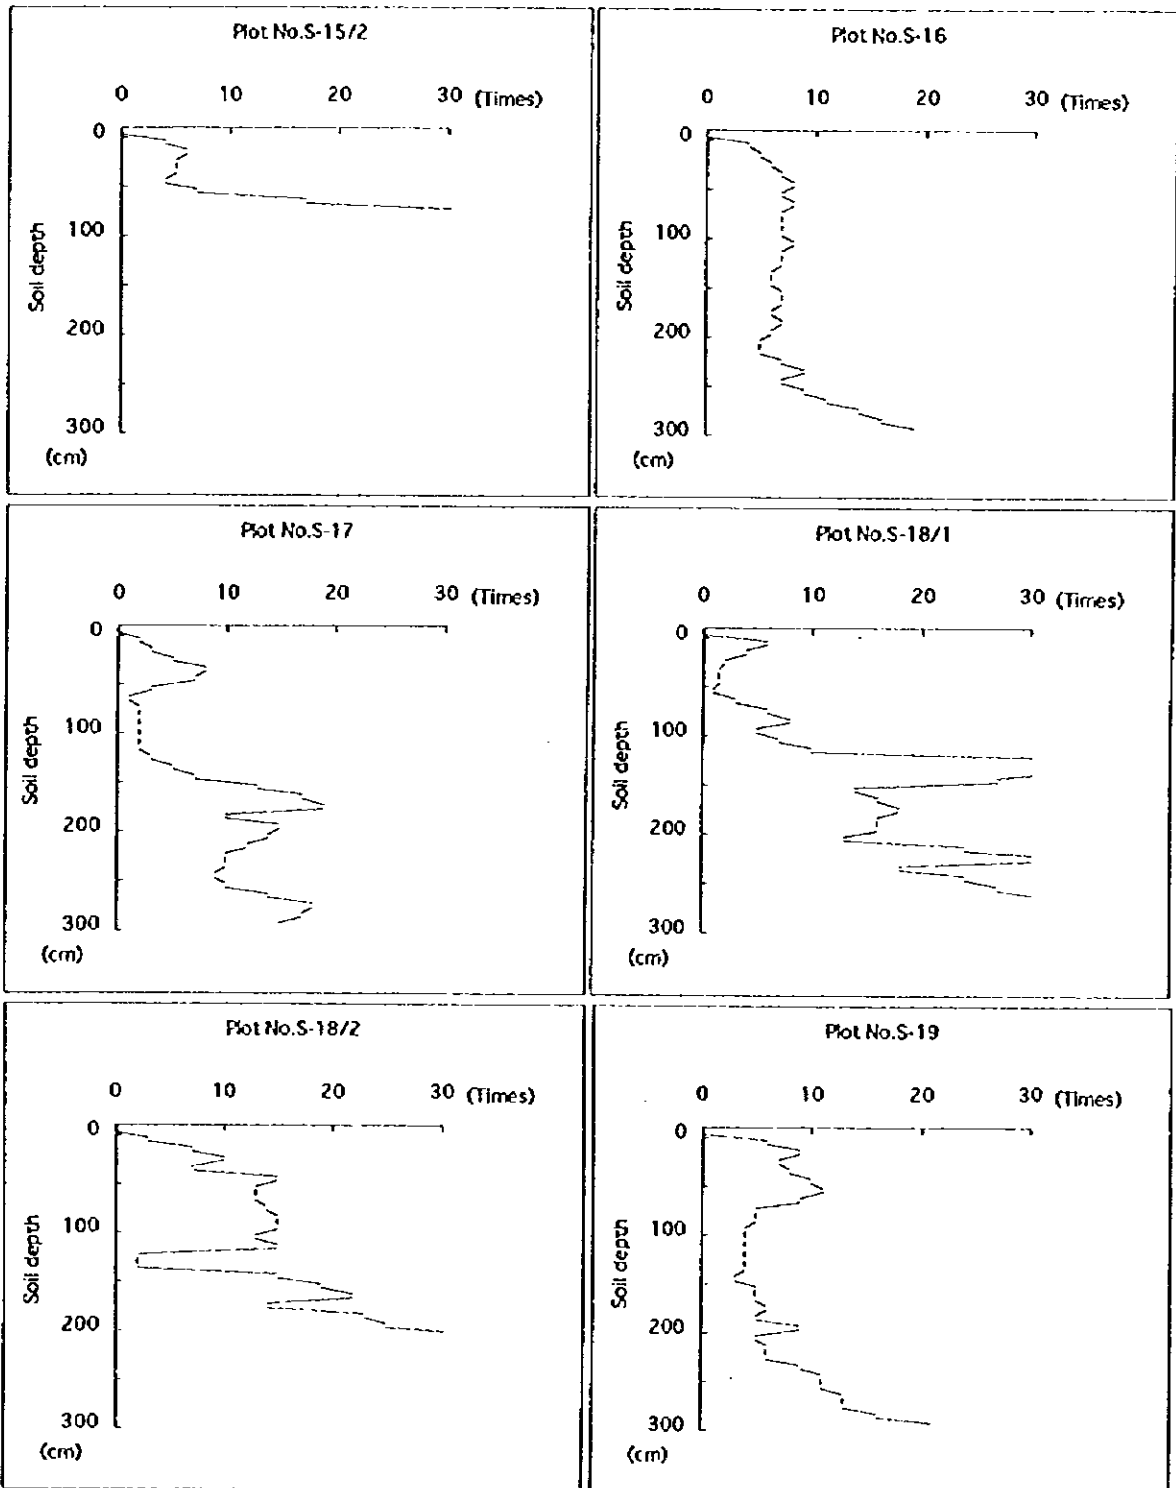 Plot No.S-15/2
0 10 20 30 (Times)
0
100
200
300
Soil depth
(cm)
Plot No.S-16
0 10 20 30 (Times)
0
100
200
300
Soil depth
(cm)
Plot No.S-17
0 10 20 30 (Times)
0
100
200
300
Soil depth
(cm)
Plot No.S-18/1
0 10 20 30 (Times)
0
100
200
300
Soil depth
(cm)
Plot No.S-18/2
0 10 20 30 (Times)
0
100
200
300
Soil depth
(cm)
Plot No.S-19
0 10 20 30 (Times)
0
100
200
300
Soil depth
(cm)